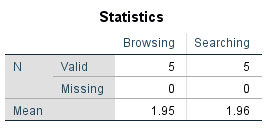 Statistics
Browsing Searching
N Valid 5 5
Missing 0 0
Mean 1.95 1.96